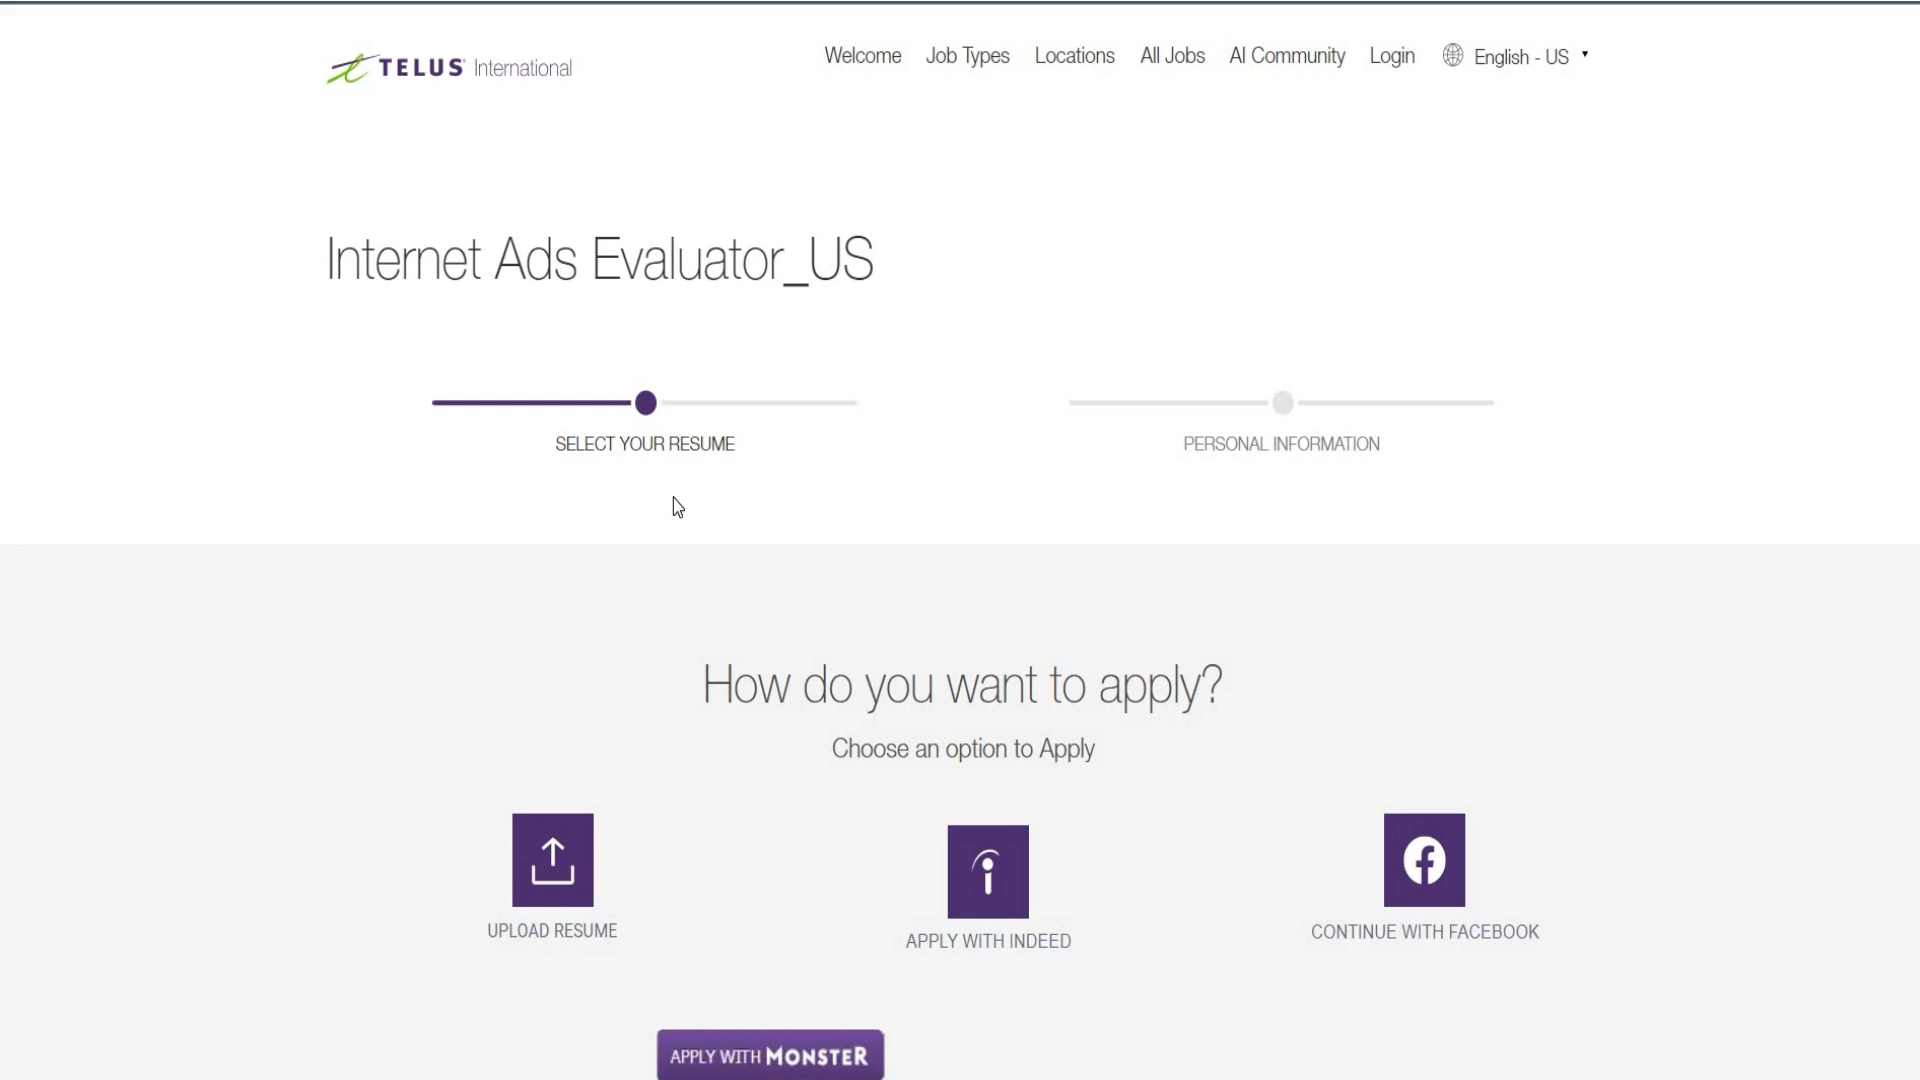 TELUS International
Welcome Job Types Locations All Jobs AI Community Login English - US
Internet Ads Evaluator_US
SELECT YOUR RESUME PERSONAL INFORMATION
How do you want to apply?
Choose an option to Apply
UPLOAD RESUME
APPLY WITH INDEED
CONTINUE WITH FACEBOOK
APPLY WITH MONSTER